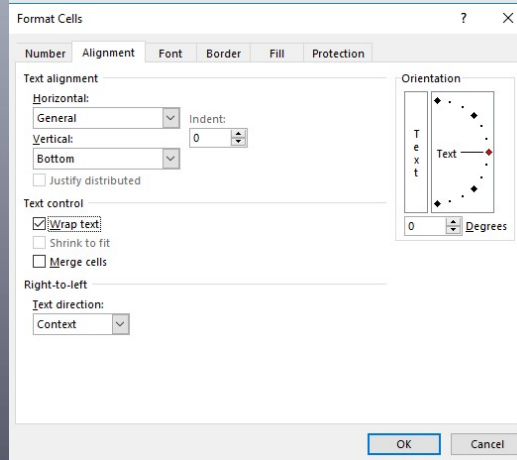 Format Cells ? ×
Number Alignment Font Border Fill Protection
Text alignment
Horizontal:
General
Indent:
Vertical:
0
Bottom
Justify distributed
Text control
Wrap text
Shrink to fit
Merge cells
Right-to-left
Text direction:
Context
Orientation
T
e
x
t
Text
0 Degrees
OK Cancel